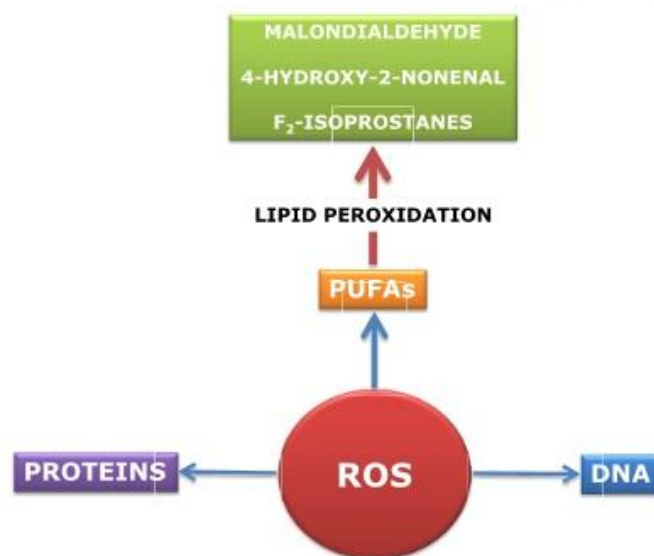 MALONDIALDEHYDE
4-HYDROXY-2-NONENAL
F₂-ISOPROSTANES
LIPID PEROXIDATION
PUFAs
PROTEINS
ROS
DNA